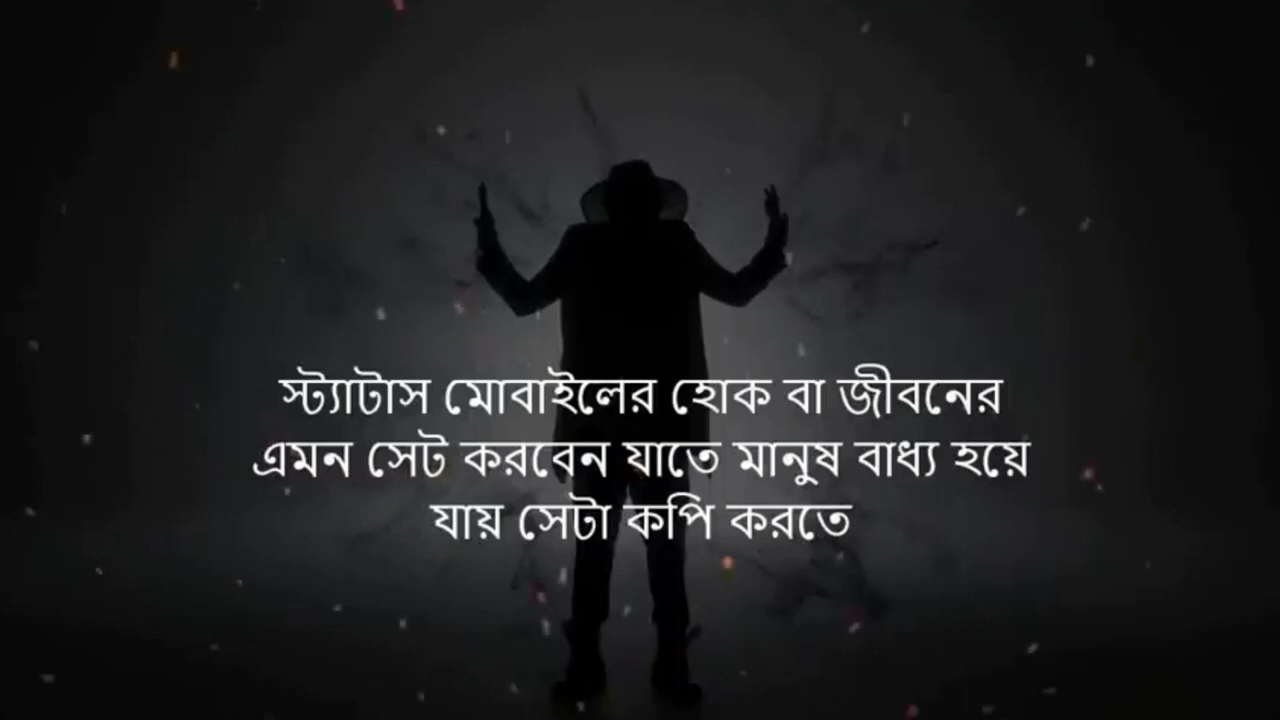 স্ট্যাটাস মোবাইলের হোক বা জীবনের
এমন সেট করবেন যাতে মানুষ বাধ্য হয়ে
যায় সেটা কপি করতে